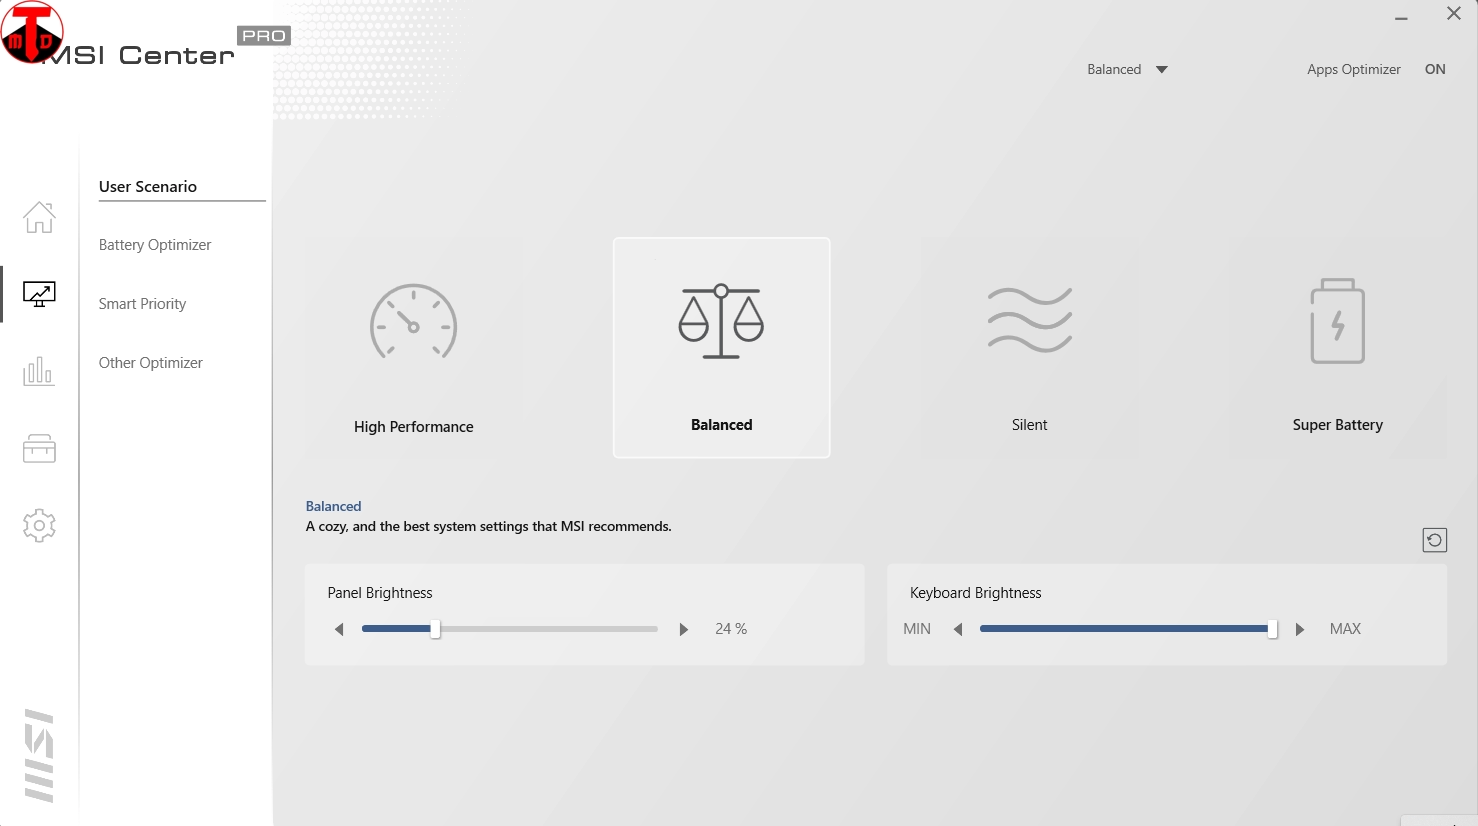 MTD
MSI Center PRO
Balanced
Apps Optimizer
ON
User Scenario
Battery Optimizer
Smart Priority
Other Optimizer
High Performance
Balanced
Silent
Super Battery
Balanced
A cozy, and the best system settings that MSI recommends.
Panel Brightness
24 %
Keyboard Brightness
MIN
MAX
msi